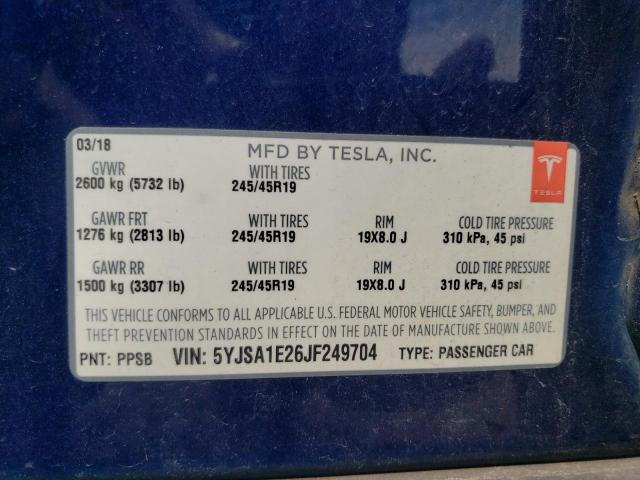 03/18 MFD BY TESLA, INC.
GVWR WITH TIRES
2600 kg (5732 lb) 245/45R19
TESLA
GAWR FRT WITH TIRES RIM COLD TIRE PRESSURE
1276 kg (2813 lb) 245/45R19 19X8.0 J 310 kPa, 45 psi
GAWR RR WITH TIRES RIM COLD TIRE PRESSURE
1500 kg (3307 lb) 245/45R19 19X8.0 J 310 kPa, 45 psi
THIS VEHICLE CONFORMS TO ALL APPLICABLE U.S. FEDERAL MOTOR VEHICLE SAFETY, BUMPER, AND
THEFT PREVENTION STANDARDS IN EFFECT ON THE DATE OF MANUFACTURE SHOWN ABOVE.
PNT: PPSB VIN: 5YJSA1E26JF249704 TYPE: PASSENGER CAR